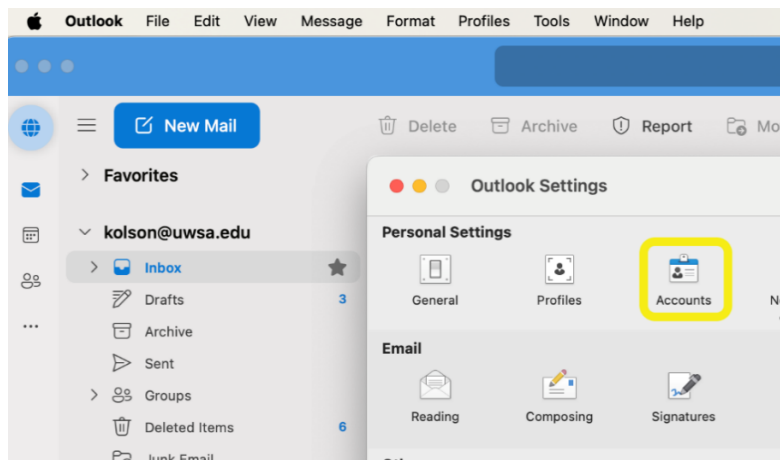 Outlook File Edit View Message Format Profiles Tools Window Help
New Mail
Delete Archive Report
Favorites
kolson@uwsa.edu
Inbox
Drafts 3
Archive
Sent
Groups
Deleted Items 6
Junk Email
Outlook Settings
Personal Settings
General Profiles Accounts
Email
Reading Composing Signatures